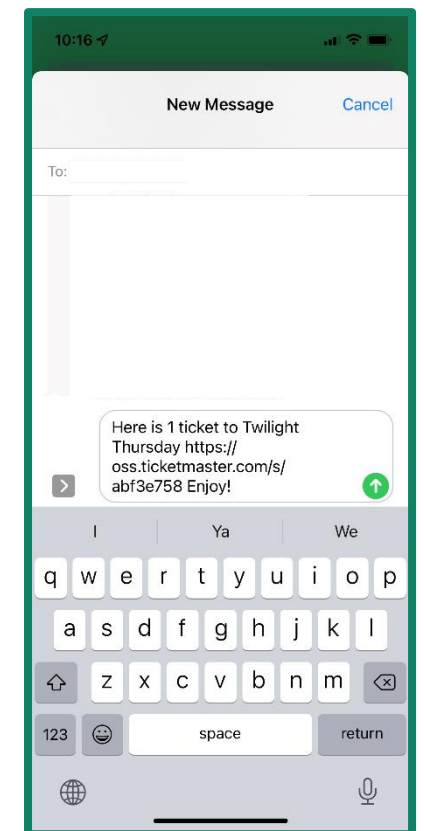 10:16
New Message Cancel
To:
Here is 1 ticket to Twilight
Thursday https://
oss.ticketmaster.com/s/
abf3e758 Enjoy!
I Ya We
q w e r t y u i o p
a s d f g h j k l
z x c v b n m
123 space return